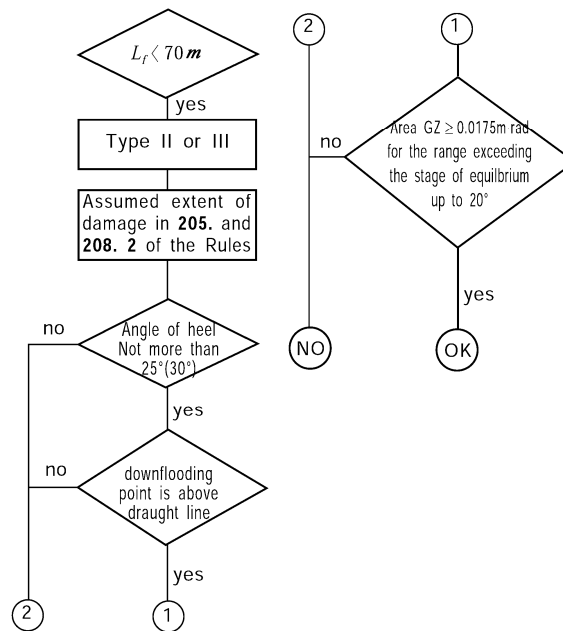 L_f < 70 m
yes
Type II or III
Assumed extent of
damage in 205. and
208. 2 of the Rules
no
Angle of heel
Not more than
25°(30°)
yes
no
downflooding
point is above
draught line
yes
2
1
2
1
no
Area GZ ≥ 0.0175m rad
for the range exceeding
the stage of equilbrium
up to 20°
yes
NO
OK